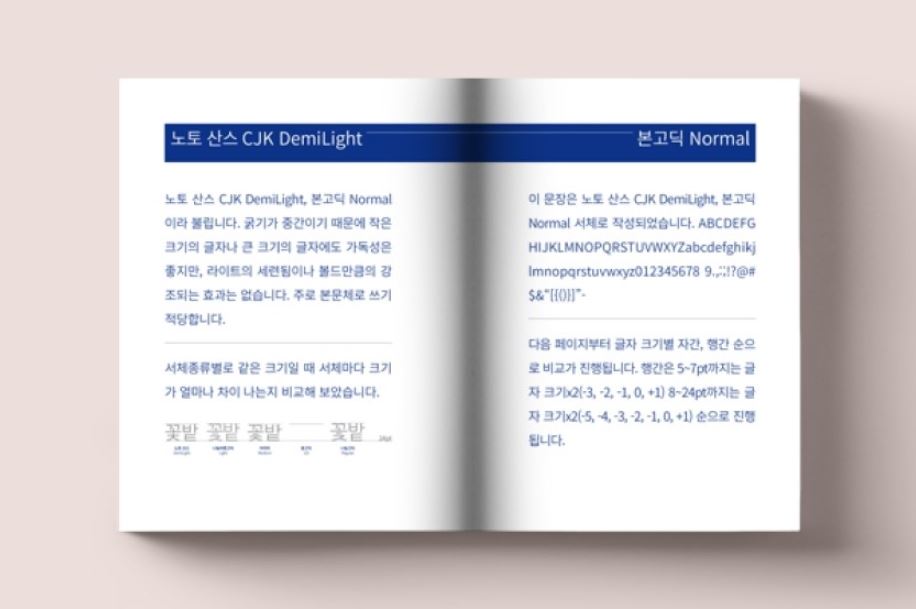 노토 산스 CJK DemiLight
본고딕 Normal
노토 산스 CJK DemiLight, 본고딕 Normal
이라 불립니다. 굵기가 중간이기 때문에 작은
크기의 글자나 큰 크기의 글자에도 가독성은
좋지만, 라이트의 세련됨이나 볼드만큼의 강
조되는 효과는 없습니다. 주로 본문체로 쓰기
적당합니다.
서체종류별로 같은 크기일 때 서체마다 크기
가 얼마나 차이 나는지 비교해 보았습니다.
꽃밭 꽃밭 꽃밭 꽃밭
이 문장은 노토 산스 CJK DemiLight, 본고딕
Normal 서체로 작성되었습니다. ABCDEFG
HIJKLMNOPQRSTUVWXYZabcdefghikj
lmnopqrstuvwxyz012345678 9.,:;!?@#
$&“[{()}]”-
다음 페이지부터 글자 크기별 자간, 행간 순으
로 비교가 진행됩니다. 행간은 5~7pt까지는 글
자 크기x2(-3, -2, -1, 0, +1) 8~24pt까지는 글
자 크기x2(-5, -4, -3, -2, -1, 0, +1) 순으로 진행
됩니다.